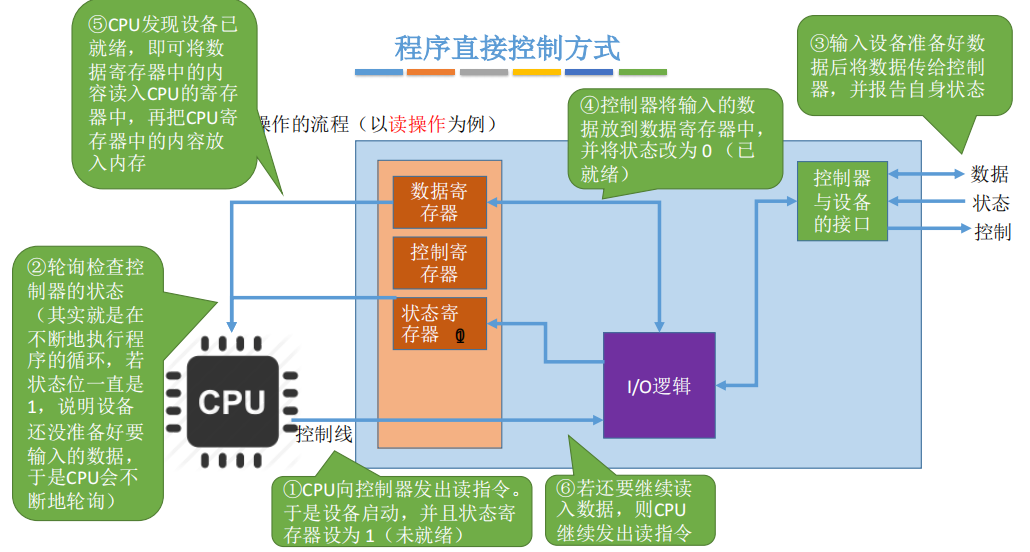 程序直接控制方式
操作的流程（以读操作为例）
⑤CPU发现设备已
就绪，即可将数
据寄存器中的内
容读入CPU的寄存
器中，再把CPU寄
存器中的内容放
入内存
③输入设备准备好数
据后将数据传给控制
器，并报告自身状态
④控制器将输入的数
据放到数据寄存器中，
并将状态改为 0 （已
就绪）
数据寄
存器
控制寄
存器
状态寄
存器
控制器
与设备
的接口
数据
状态
控制
②轮询检查控
制器的状态
（其实就是在
不断地执行程
序的循环，若
状态位一直是
1，说明设备
还没准备好要
输入的数据，
于是CPU会不
断地轮询）
CPU
I/O逻辑
控制线
①CPU向控制器发出读指令。
于是设备启动，并且状态寄
存器设为 1（未就绪）
⑥若还要继续读
入数据，则CPU
继续发出读指令